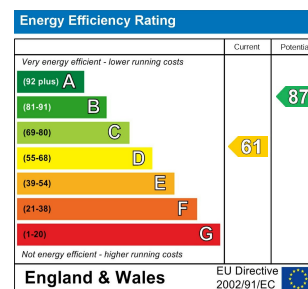 Energy Efficiency Rating
Current Potentia
Very energy efficient - lower running costs
(92 plus) A
(81-91) B
87
(69-80) C
61
(55-68) D
(39-54) E
(21-38) F
(1-20) G
Not energy efficient - higher running costs
England & Wales
EU Directive
2002/91/EC